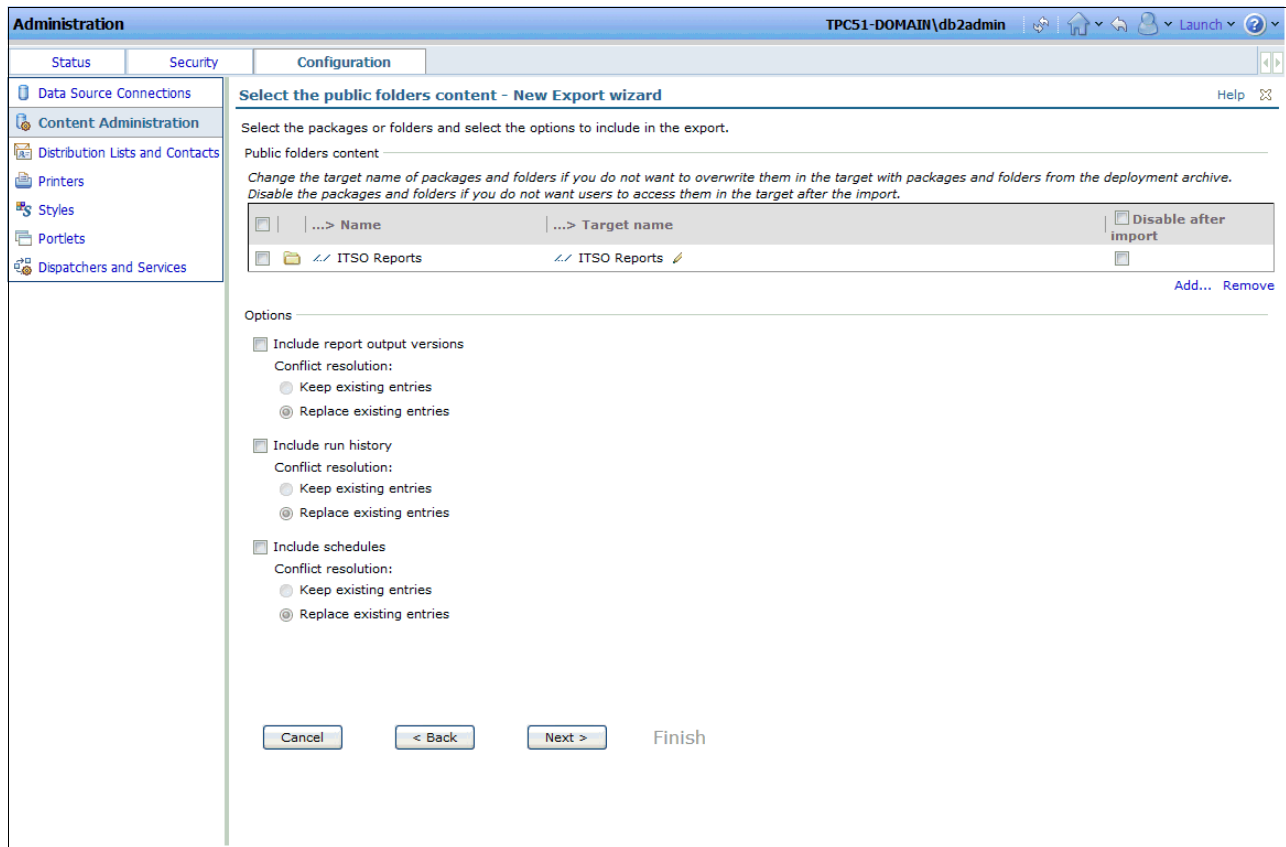 Administration
TPC51-DOMAIN\db2admin
Launch
Status
Security
Configuration
Data Source Connections
Content Administration
Distribution Lists and Contacts
Printers
Styles
Portlets
Dispatchers and Services
Select the public folders content - New Export wizard
Help
Select the packages or folders and select the options to include in the export.
Public folders content
Change the target name of packages and folders if you do not want to overwrite them in the target with packages and folders from the deployment archive.
Disable the packages and folders if you do not want users to access them in the target after the import.
...> Name
...> Target name
Disable after
import
../ ITSO Reports
../ ITSO Reports
Add... Remove
Options
Include report output versions
Conflict resolution:
Keep existing entries
Replace existing entries
Include run history
Conflict resolution:
Keep existing entries
Replace existing entries
Include schedules
Conflict resolution:
Keep existing entries
Replace existing entries
Cancel
< Back
Next >
Finish